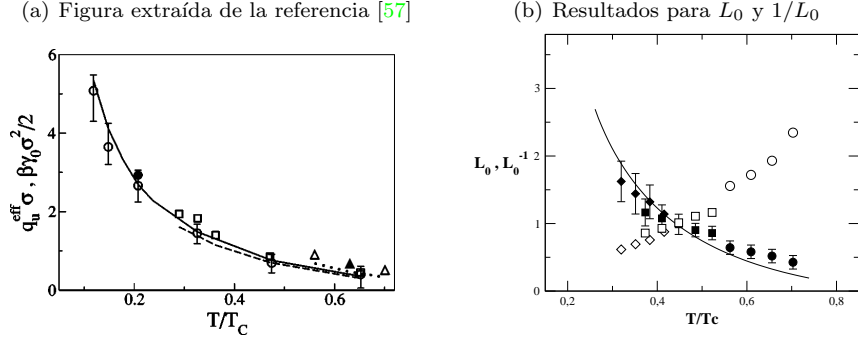 (a) Figura extraída de la referencia [57]
(b) Resultados para L₀ y 1/L₀
6
4
2
0
q_u^eff σ , βγ₀σ²/2
0.2
0.4
0.6
T/T_C
3
2
1
0
L₀ , L₀⁻¹
0,2
0,4
0,6
0,8
T/Tc